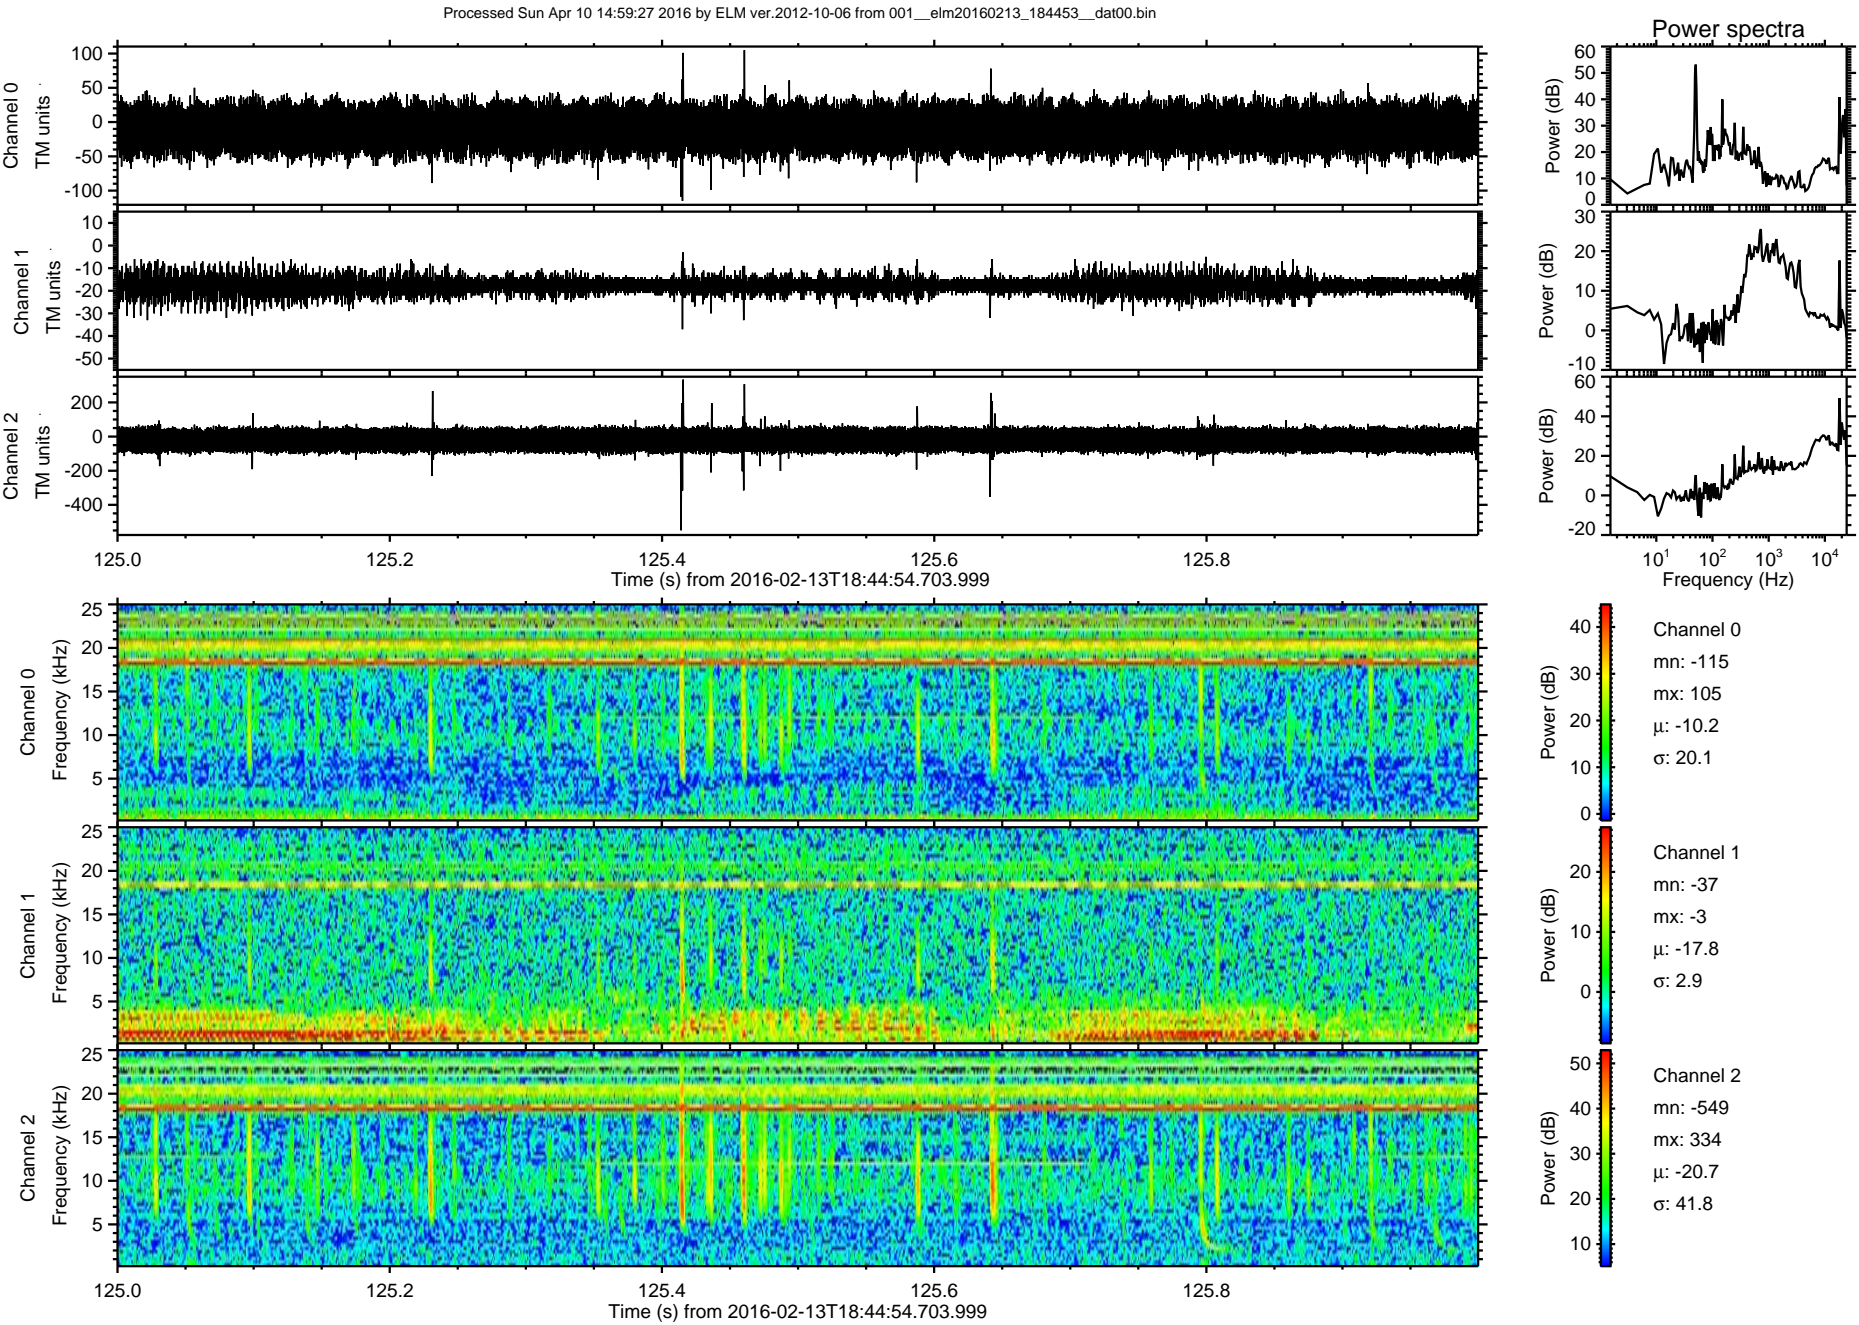 Processed Sun Apr 10 14:59:27 2016 by ELM ver.2012-10-06 from 001__elm20160213_184453__dat00.bin
Power spectra
Channel 0
TM units
100
50
0
-50
-100
Power (dB)
60
50
40
30
20
10
0
Channel 1
TM units
10
0
-10
-20
-30
-40
-50
Power (dB)
30
20
10
0
-10
Channel 2
TM units
200
0
-200
-400
Power (dB)
60
40
20
0
-20
125.0 125.2 125.4 125.6 125.8
Time (s) from 2016-02-13T18:44:54.703.999
10¹ 10² 10³ 10⁴
Frequency (Hz)
Channel 0
Frequency (kHz)
25
20
15
10
5
Power (dB)
40
30
20
10
0
Channel 0
mn: -115
mx: 105
μ: -10.2
σ: 20.1
Channel 1
Frequency (kHz)
25
20
15
10
5
Power (dB)
20
10
0
Channel 1
mn: -37
mx: -3
μ: -17.8
σ: 2.9
Channel 2
Frequency (kHz)
25
20
15
10
5
Power (dB)
50
40
30
20
10
Channel 2
mn: -549
mx: 334
μ: -20.7
σ: 41.8
125.0 125.2 125.4 125.6 125.8
Time (s) from 2016-02-13T18:44:54.703.999